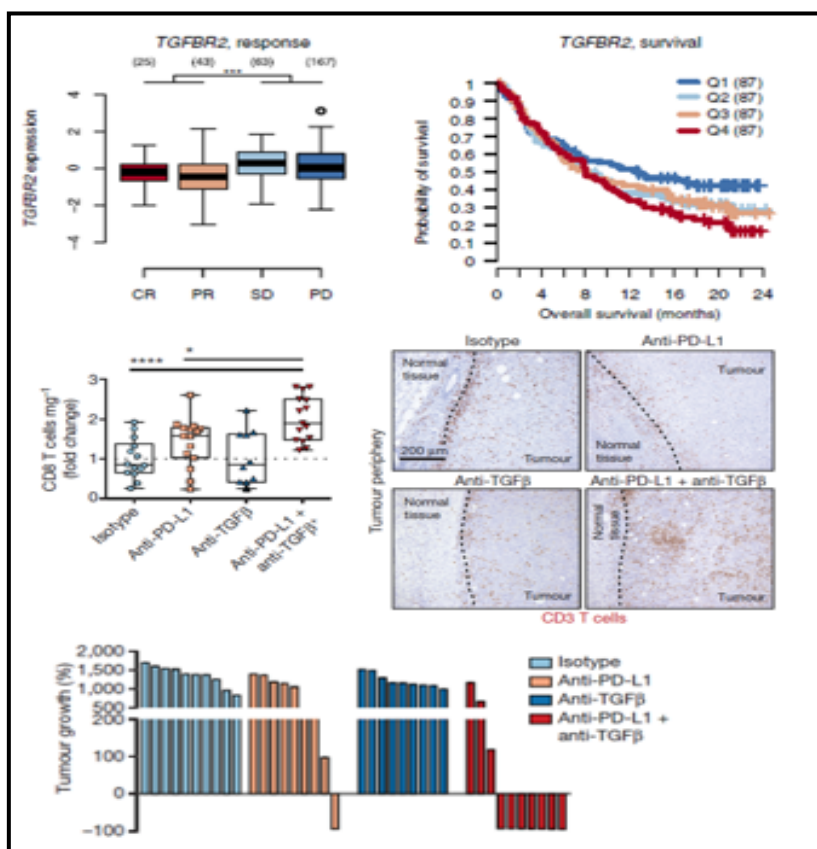 TGFBR2, response
(25) (43) (63) (167)
***
TGFBR2 expression
4
2
0
−2
−4
CR PR SD PD
TGFBR2, survival
Q1 (87)
Q2 (87)
Q3 (87)
Q4 (87)
Probability of survival
1
0.9
0.8
0.7
0.6
0.5
0.4
0.3
0.2
0.1
0
0 4 8 12 16 20 24
Overall survival (months)
CD8 T cells mg⁻¹
(fold change)
**** *
3
2
1
0
Isotype
Anti-PD-L1
Anti-TGFβ
Anti-PD-L1 +
anti-TGFβ
Tumour periphery
Isotype Anti-PD-L1
Normal
tissue
200 μm
Tumour
Tumour
Normal
tissue
Anti-TGFβ Anti-PD-L1 + anti-TGFβ
Normal
tissue
Tumour
Normal
tissue
Tumour
CD3 T cells
Tumour growth (%)
2,000
1,500
1,000
500
200
100
0
−100
Isotype
Anti-PD-L1
Anti-TGFβ
Anti-PD-L1 +
anti-TGFβ